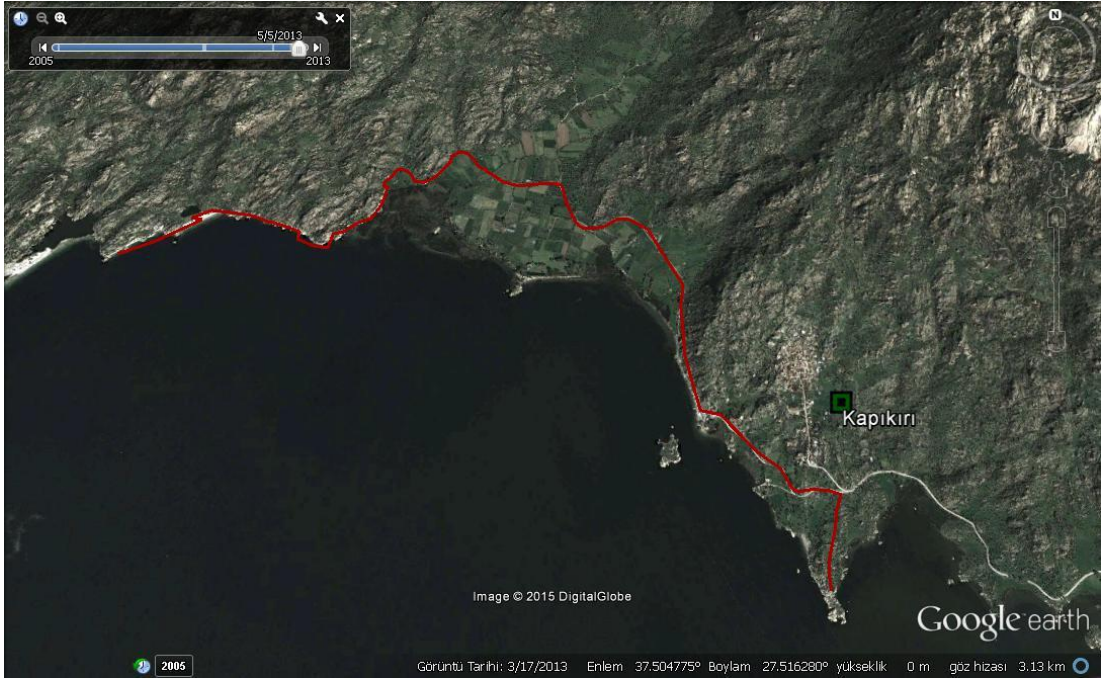 5/5/2013
2005
2013
N
Kapıkırı
Image © 2015 DigitalGlobe
Google earth
2005
Görüntü Tarihi: 3/17/2013 Enlem 37.504775° Boylam 27.516280° yükseklik 0 m göz hizası 3.13 km